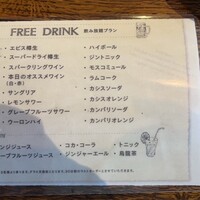 FREE DRINK 飲み放題プラン
・エビス樽生
・スーパードライ樽生
・スパークリングワイン
・本日のオススメワイン
(白・赤)
・サングリア
・レモンサワー
・グレープフルーツサワー
・ウーロンハイ
・ハイボール
・ジントニック
・モスコミュール
・ラムコーク
・カシスソーダ
・カシスオレンジ
・カンパリソーダ
・カンパリオレンジ
ンジジュース
ープフルーツジュース
・コカ・コーラ
・ジンジャーエール
・トニック
・烏龍茶